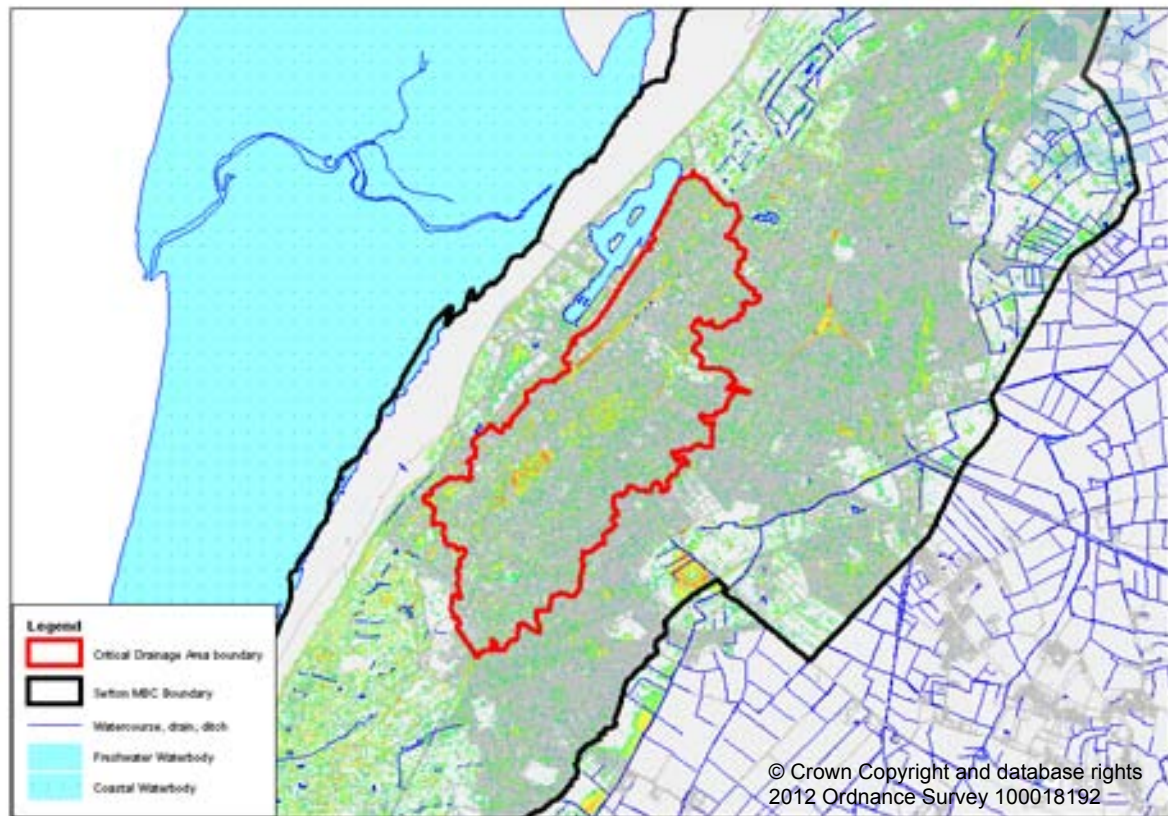 Legend
Critical Drainage Area boundary
Sefton MBC Boundary
Watercourse, drain, ditch
Freshwater Waterbody
Coastal Waterbody
© Crown Copyright and database rights
2012 Ordnance Survey 100018192